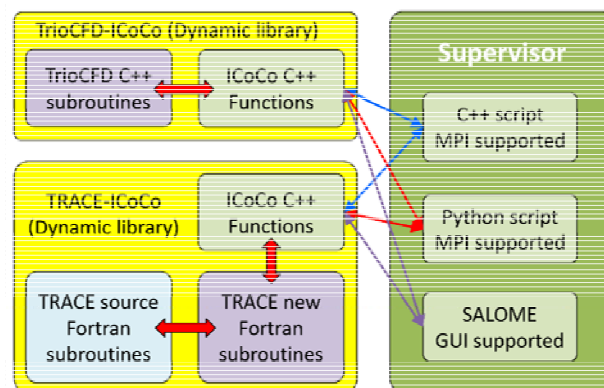 TrioCFD-ICoCo (Dynamic library)
TrioCFD C++
subroutines
ICoCo C++
Functions
TRACE-ICoCo
(Dynamic library)
ICoCo C++
Functions
TRACE source
Fortran
subroutines
TRACE new
Fortran
subroutines
Supervisor
C++ script
MPI supported
Python script
MPI supported
SALOME
GUI supported